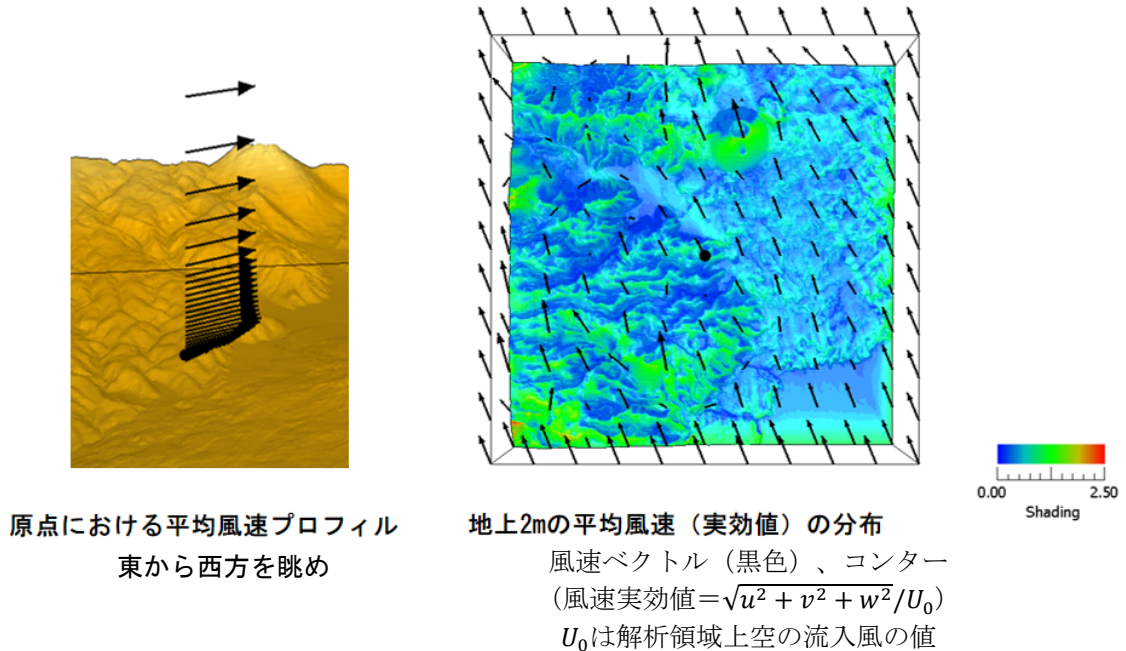 0.00
2.50
Shading
原点における平均風速プロフィル
東から西方を眺め
地上2mの平均風速（実効値）の分布
風速ベクトル（黒色）、コンター
（風速実効値＝√u² + v² + w²/U₀）
U₀は解析領域上空の流入風の値